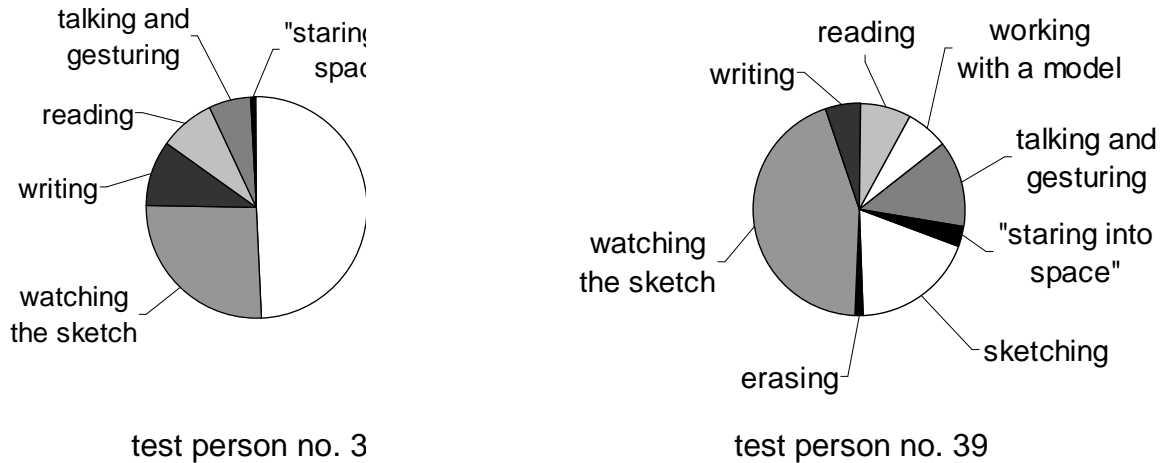 talking and
gesturing
"staring
spac
reading
writing
watching
the sketch
test person no. 3
reading
working
with a model
writing
talking and
gesturing
"staring into
space"
watching
the sketch
sketching
erasing
test person no. 39